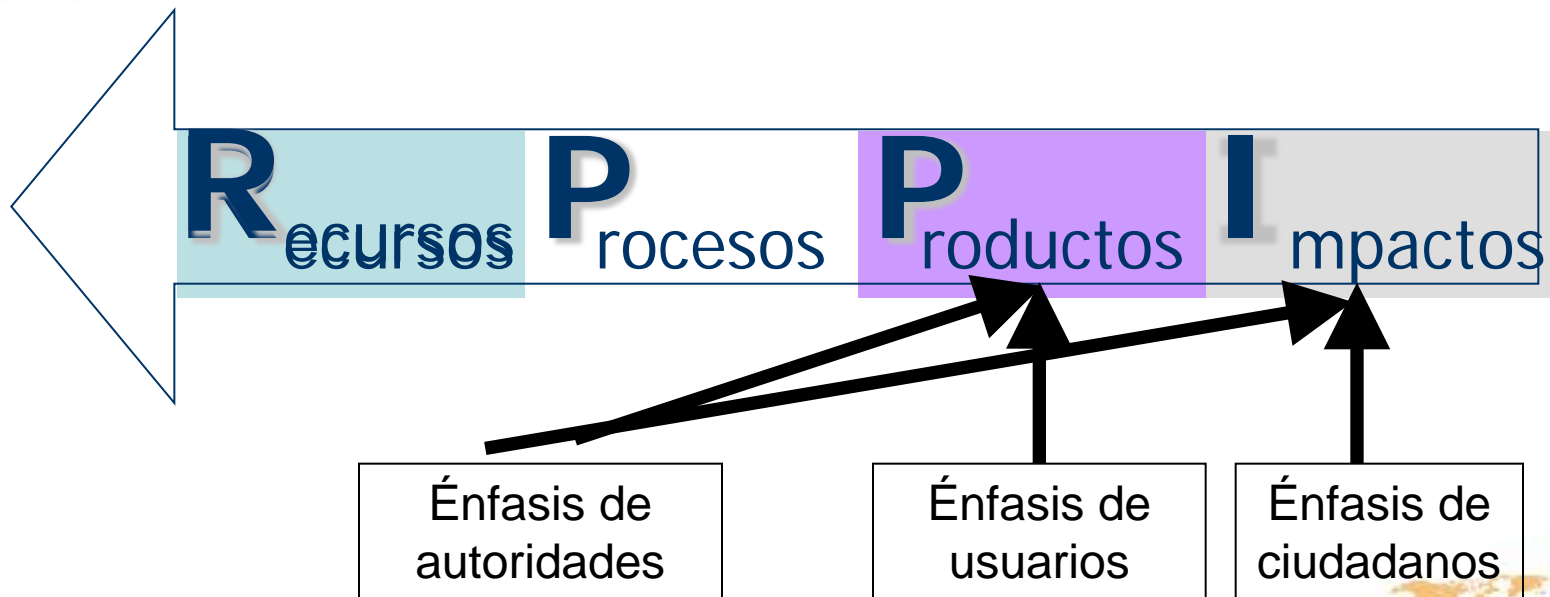 Recursos Procesos Productos Impactos
Énfasis de autoridades
Énfasis de usuarios
Énfasis de ciudadanos